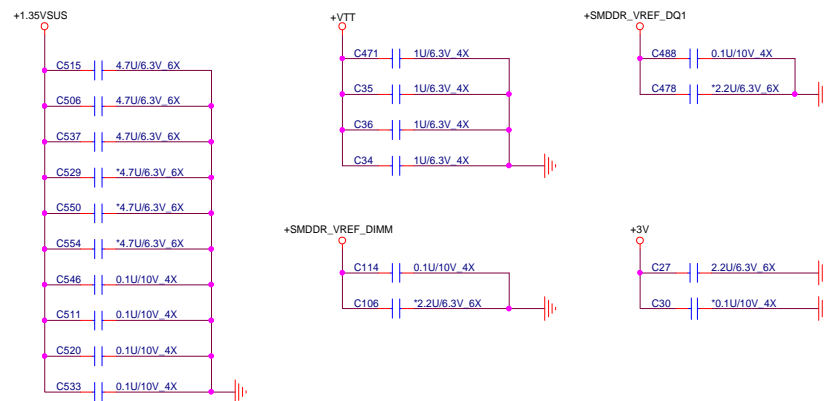 +1.35VSUS
C515 4.7U/6.3V_6X
C506 4.7U/6.3V_6X
C537 4.7U/6.3V_6X
C529 *4.7U/6.3V_6X
C550 *4.7U/6.3V_6X
C554 *4.7U/6.3V_6X
C546 0.1U/10V_4X
C511 0.1U/10V_4X
C520 0.1U/10V_4X
C533 0.1U/10V_4X
+VTT
C471 1U/6.3V_4X
C35 1U/6.3V_4X
C36 1U/6.3V_4X
C34 1U/6.3V_4X
+SMDDR_VREF_DIMM
C114 0.1U/10V_4X
C106 *2.2U/6.3V_6X
+SMDDR_VREF_DQ1
C488 0.1U/10V_4X
C478 *2.2U/6.3V_6X
+3V
C27 2.2U/6.3V_6X
C30 *0.1U/10V_4X